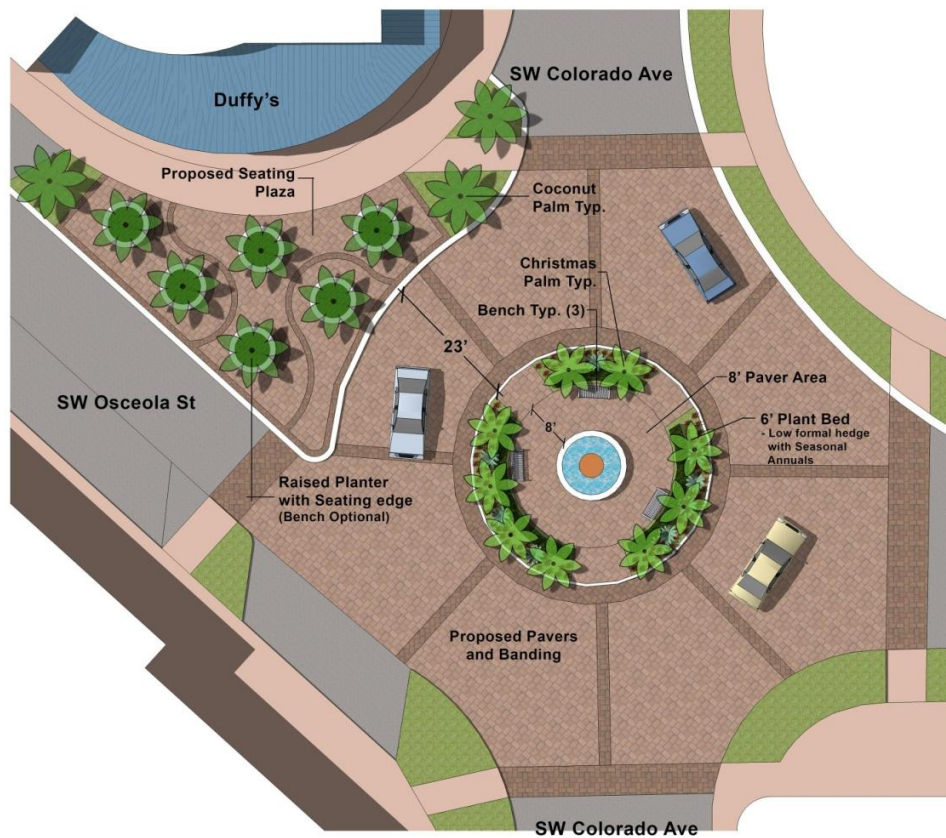 SW Colorado Ave
Duffy's
Proposed Seating
Plaza
Coconut
Palm Typ.
Christmas
Palm Typ.
Bench Typ. (3)
23'
8' Paver Area
8'
6' Plant Bed
- Low formal hedge
with Seasonal
Annuals
SW Osceola St
Raised Planter
with Seating edge
(Bench Optional)
Proposed Pavers
and Banding
SW Colorado Ave